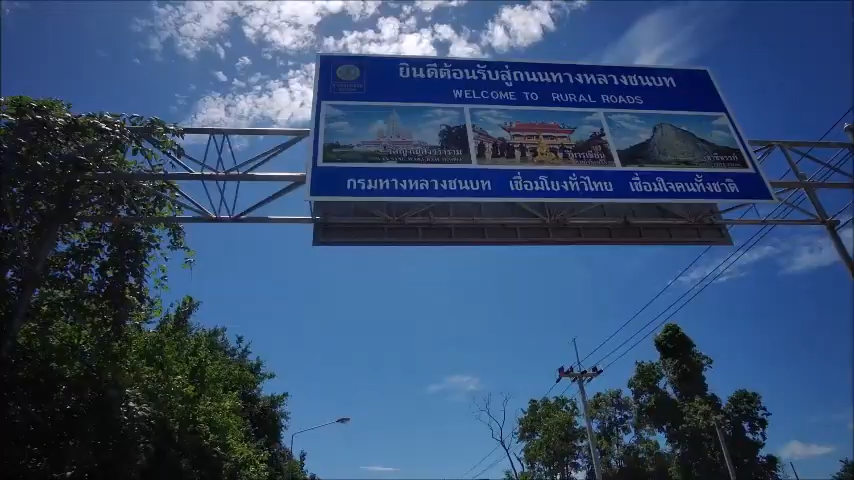 ยินดีต้อนรับสู่ถนนทางหลวงชนบท
WELCOME TO RURAL ROADS
กรมทางหลวงชนบท เชื่อมโยงทั่วไทย เชื่อมใจคนทั้งชาติ